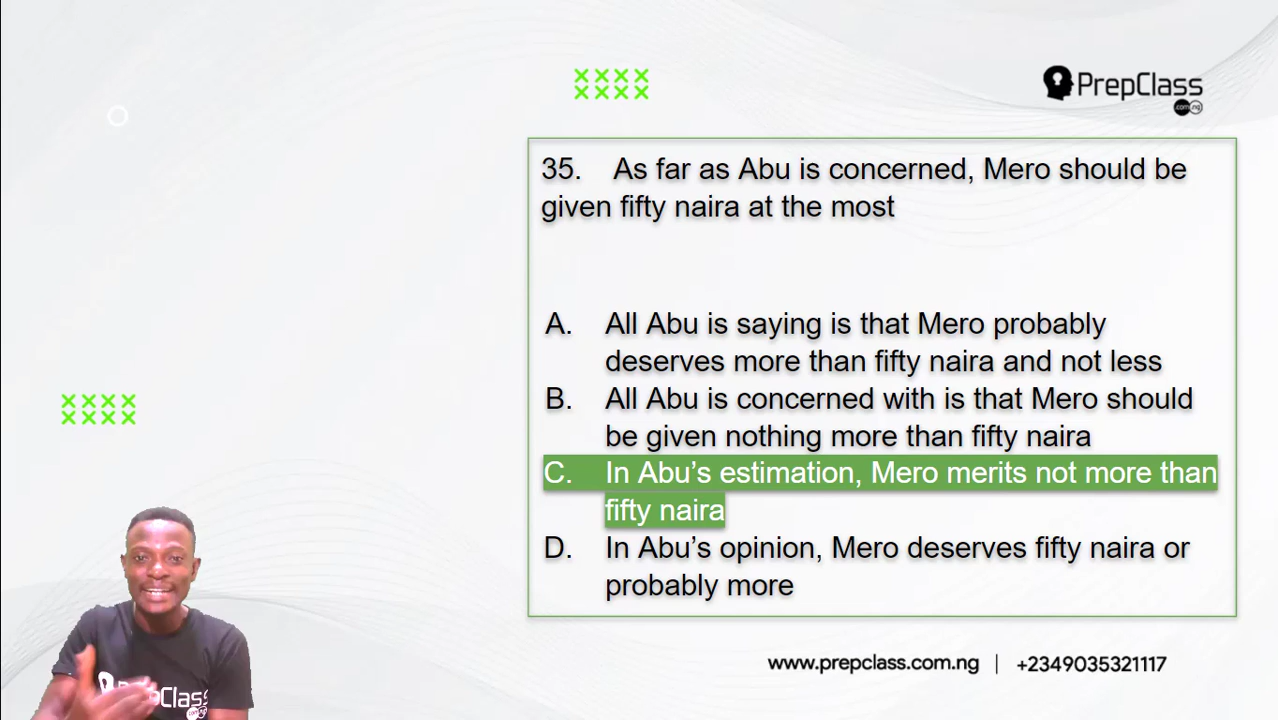 PrepClass
.com ng
35. As far as Abu is concerned, Mero should be
given fifty naira at the most
A. All Abu is saying is that Mero probably
deserves more than fifty naira and not less
B. All Abu is concerned with is that Mero should
be given nothing more than fifty naira
C. In Abu’s estimation, Mero merits not more than
fifty naira
D. In Abu’s opinion, Mero deserves fifty naira or
probably more
www.prepclass.com.ng | +2349035321117